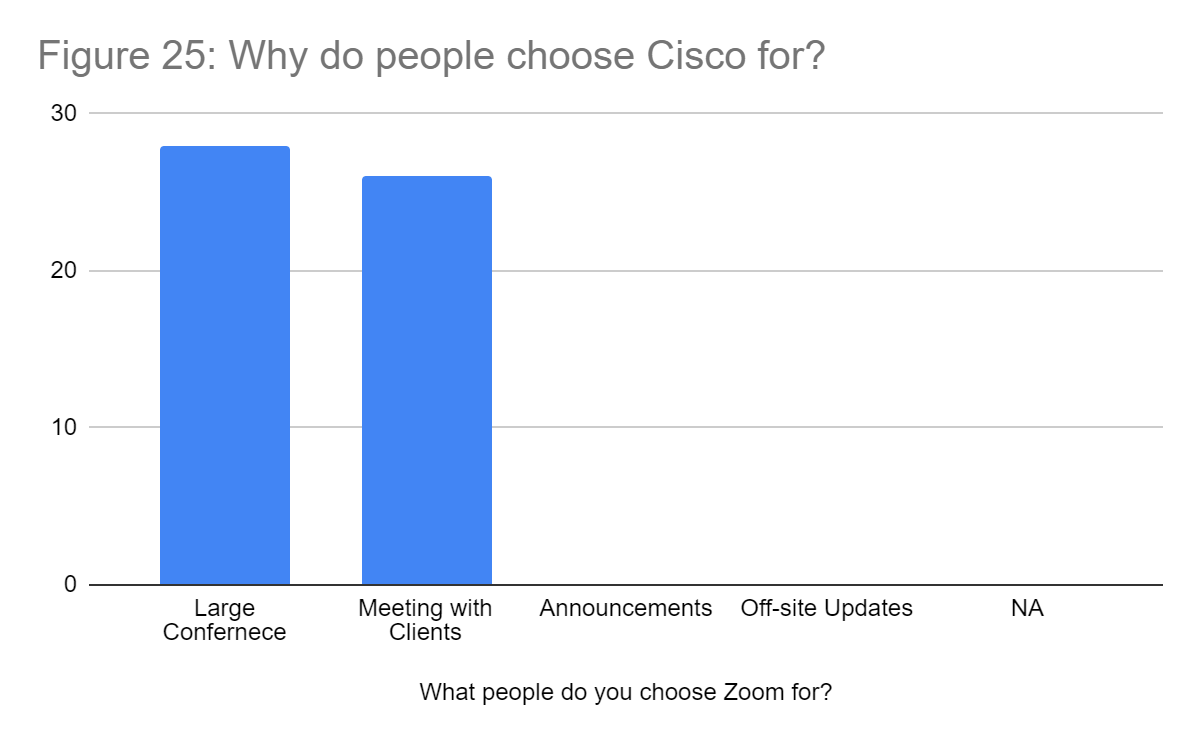 Figure 25: Why do people choose Cisco for?
30
20
10
0
Large
Confernece
Meeting with
Clients
Announcements
Off-site Updates
NA
What people do you choose Zoom for?